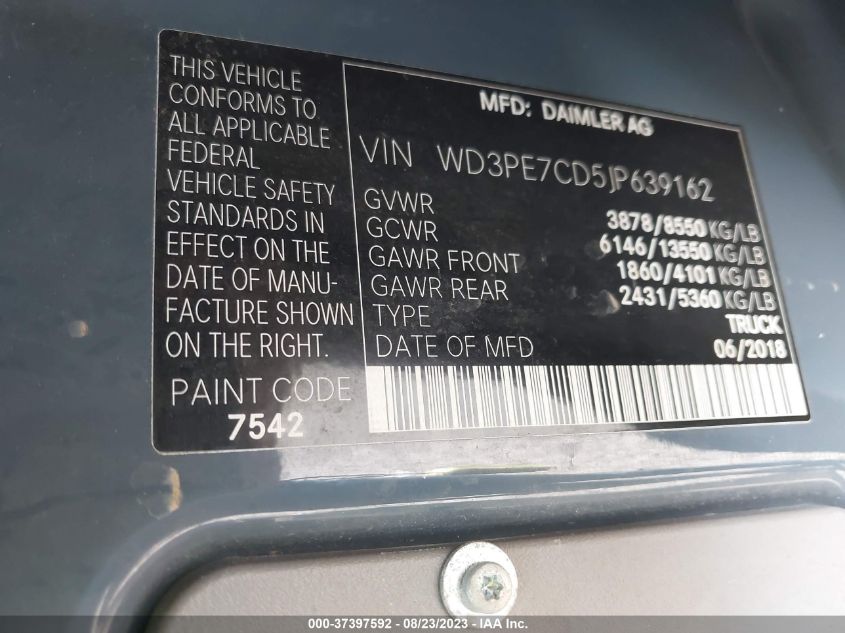 THIS VEHICLE
CONFORMS TO
ALL APPLICABLE
FEDERAL
VEHICLE SAFETY
STANDARDS IN
EFFECT ON THE
DATE OF MANU-
FACTURE SHOWN
ON THE RIGHT.
PAINT CODE
7542
MFD: DAIMLER AG
VIN WD3PE7CD5JP639162
GVWR 3878/8550 KG/LB
GCWR 6146/13550 KG/LB
GAWR FRONT 1860/4101 KG/LB
GAWR REAR 2431/5360 KG/LB
TYPE TRUCK
DATE OF MFD 06/2018
000-37397592 - 08/23/2023 - IAA Inc.